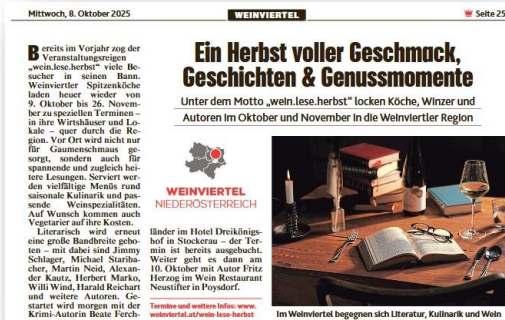 Mittwoch, 8. Oktober 2025
WEINVIERTEL
Seite 25
Ein Herbst voller Geschmack,
Geschichten & Genussmomente
Unter dem Motto „wein.lese.herbst“ locken Köche, Winzer und
Autoren im Oktober und November in die Weinviertler Region
Bereits im Vorjahr zog der
Veranstaltungsreigen
„wein.lese.herbst“ viele Be-
sucher in seinen Bann.
Weinviertler Spitzenköche
laden heuer wieder von
9. Oktober bis 26. Novem-
ber zu speziellen Terminen –
in ihre Wirtshäuser und Lo-
kale – quer durch die Re-
gion. Vor Ort wird nicht nur
für Gaumenschmaus ge-
sorgt, sondern auch für
spannende und zugleich hei-
tere Lesungen. Serviert wer-
den vielfältige Menüs rund
saisonale Kulinarik und pas-
sende Weinspezialitäten.
Auf Wunsch kommen auch
Vegetarier auf ihre Kosten.
Literarisch wird erneut
eine große Bandbreite gebo-
ten – mit dabei sind Jimmy
Schlager, Michael Stariba-
cher, Martin Neid, Alexan-
der Kautz, Herbert Marko,
Willi Wind, Harald Reichart
und weitere Autoren. Ge-
startet wird morgen mit der
Krimi-Autorin Beate Ferch-
WEINVIERTEL
NIEDERÖSTERREICH
länder im Hotel Dreikönigs-
hof in Stockerau – der Ter-
min ist bereits ausgebucht.
Weiter geht es dann am
10. Oktober mit Autor Fritz
Herzog im Wein Restaurant
Neustifter in Poysdorf.
Termine und weitere Infos: www.
weinviertel.at/wein-lese-herbst
Im Weinviertel begegnen sich Literatur, Kulinarik und Wein